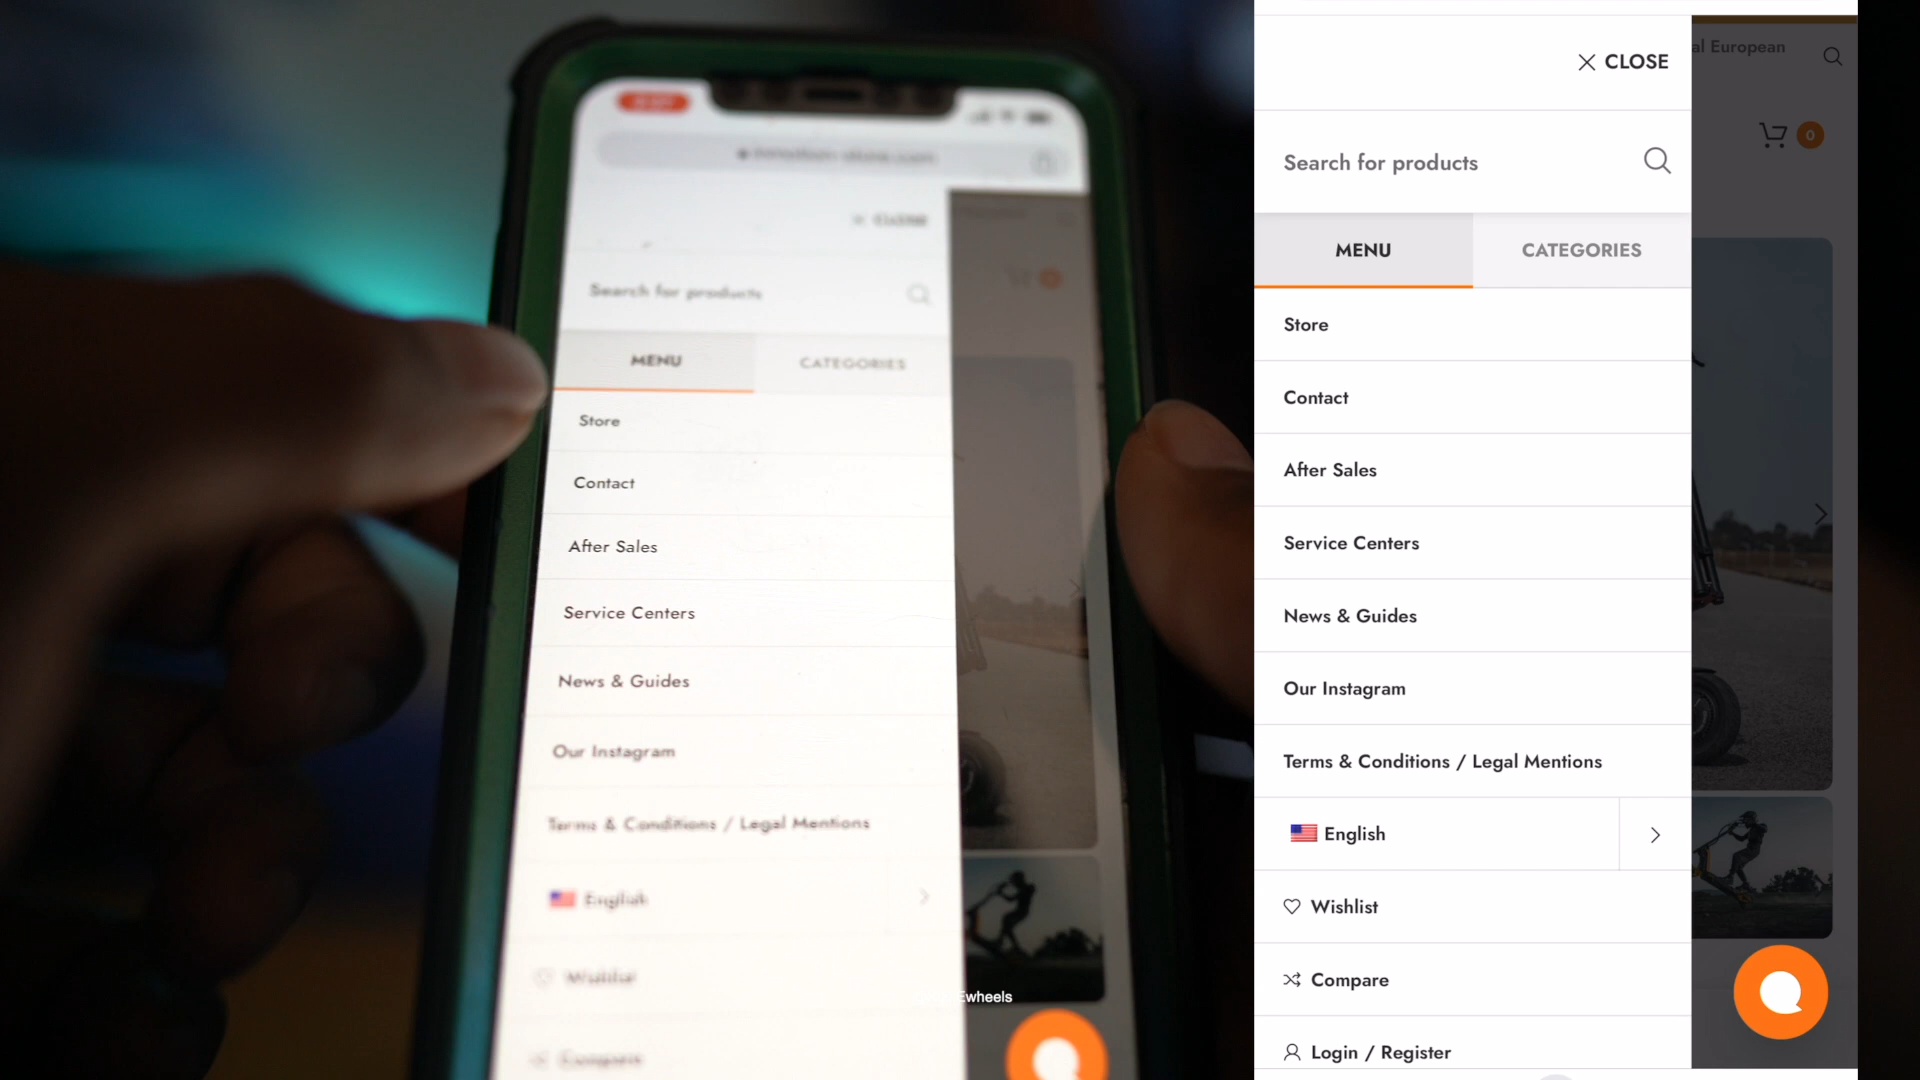 CLOSE
Search for products
MENU
CATEGORIES
Store
Contact
After Sales
Service Centers
News & Guides
Our Instagram
Terms & Conditions / Legal Mentions
English
Wishlist
Compare
Ewheels
CLOSE
al European
0
Search for products
MENU
CATEGORIES
Store
Contact
After Sales
Service Centers
News & Guides
Our Instagram
Terms & Conditions / Legal Mentions
English
Wishlist
Compare
Login / Register